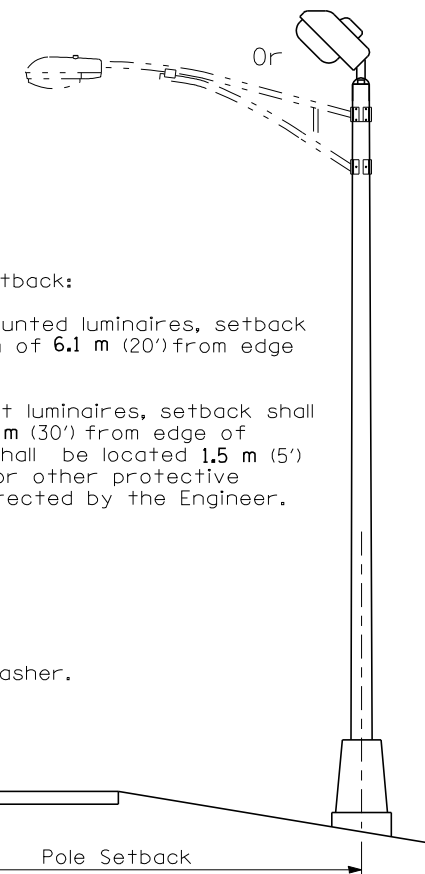 Or
tback:
unted luminaires, setback
of 6.1 m (20') from edge
t luminaires, setback shall
m (30') from edge of
hall be located 1.5 m (5')
or other protective
rected by the Engineer.
asher.
Pole Setback